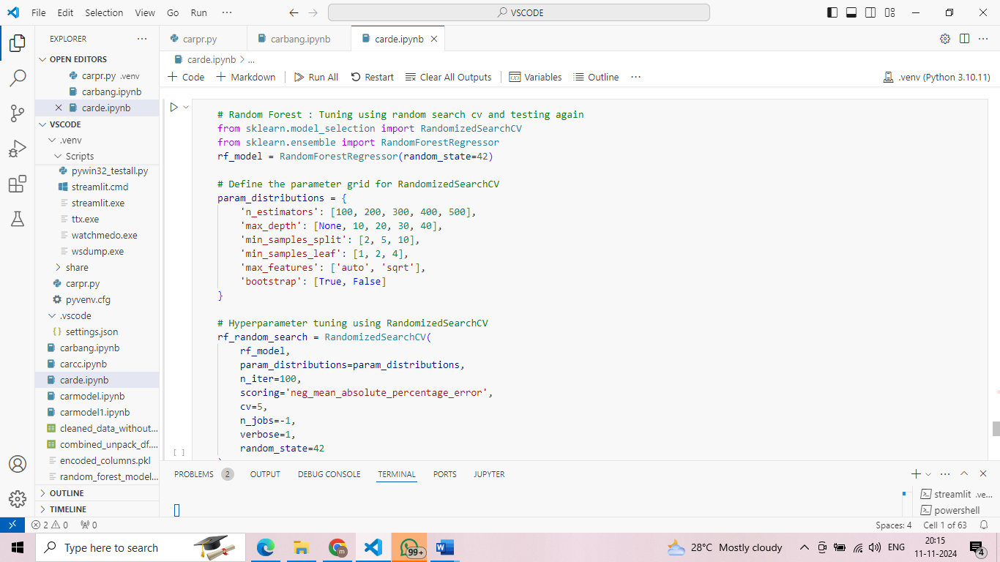 File Edit Selection View Go Run ···
VSCODE
EXPLORER ···
OPEN EDITORS
carpr.py .venv
carbang.ipynb
carde.ipynb
VSCODE
.venv
Scripts
pywin32_testall.py
streamlit.cmd
streamlit.exe
ttx.exe
watchmedo.exe
wsdump.exe
share
carpr.py
pyvenv.cfg
.vscode
settings.json
carbang.ipynb
carcc.ipynb
carde.ipynb
carmodel.ipynb
carmodel1.ipynb
cleaned_data_without...
combined_unpack_df....
encoded_columns.pkl
random_forest_model...
OUTLINE
TIMELINE
carpr.py carbang.ipynb carde.ipynb
carde.ipynb > ...
+ Code + Markdown Run All Restart Clear All Outputs Variables Outline ··· .venv (Python 3.10.11)
# Random Forest : Tuning using random search cv and testing again
from sklearn.model_selection import RandomizedSearchCV
from sklearn.ensemble import RandomForestRegressor
rf_model = RandomForestRegressor(random_state=42)
# Define the parameter grid for RandomizedSearchCV
param_distributions = {
'n_estimators': [100, 200, 300, 400, 500],
'max_depth': [None, 10, 20, 30, 40],
'min_samples_split': [2, 5, 10],
'min_samples_leaf': [1, 2, 4],
'max_features': ['auto', 'sqrt'],
'bootstrap': [True, False]
}
# Hyperparameter tuning using RandomizedSearchCV
rf_random_search = RandomizedSearchCV(
rf_model,
param_distributions=param_distributions,
n_iter=100,
scoring='neg_mean_absolute_percentage_error',
cv=5,
n_jobs=-1,
verbose=1,
random_state=42
[ ]
PROBLEMS 2 OUTPUT DEBUG CONSOLE TERMINAL PORTS JUPYTER
streamlit .ve...
powershell
2 0 0
Spaces: 4 Cell 1 of 63
Type here to search
99+
28°C Mostly cloudy
ENG
20:15
11-11-2024
4